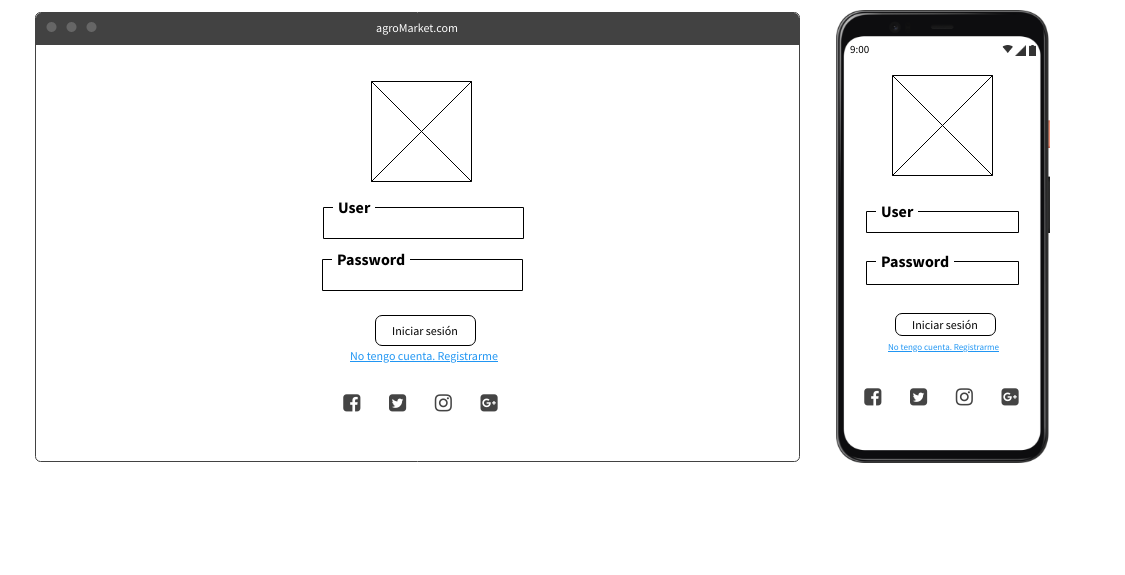 agroMarket.com
User
Password
Iniciar sesión
No tengo cuenta. Registrarme
G+
9:00
User
Password
Iniciar sesión
No tengo cuenta. Registrarme
G+